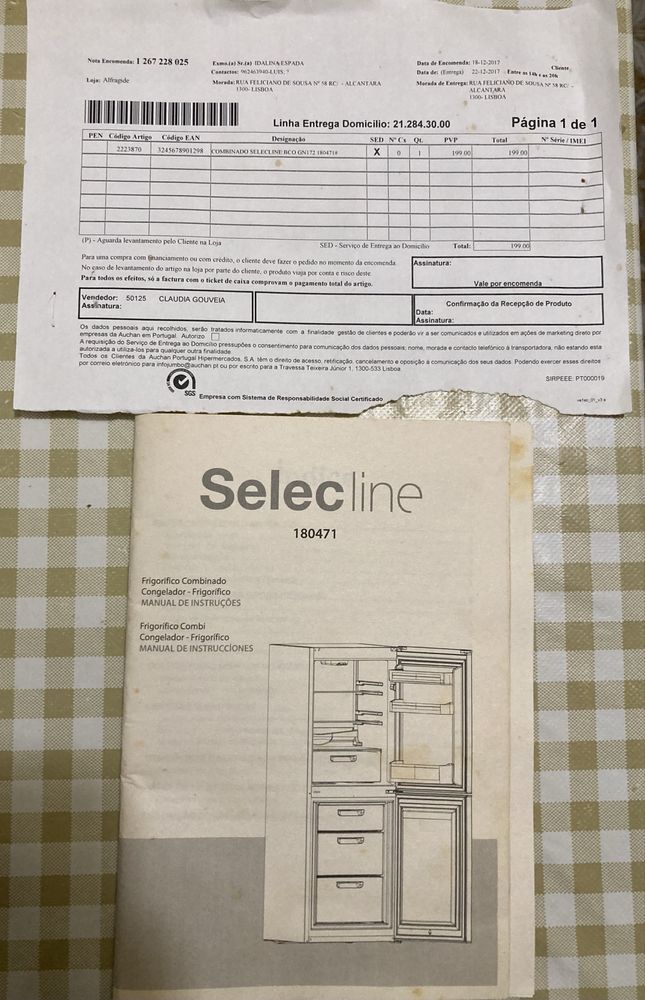 Nota Encomenda: 1 267 228 025
Exmo.(a) Sr.(a) IDALINA ESPADA
Data de Encomenda: 18-12-2017
Contactos: 962463940-LUIS: ?
Data de: (Entrega) 22-12-2017 Entre as 14h e as 20h
Cliente
Loja: Alfragide
Morada: RUA FELICIANO DE SOUSA Nº 58 RC/ - ALCANTARA
1300- LISBOA
Morada de Entrega: RUA FELICIANO DE SOUSA Nº 58 RC/ -
ALCANTARA
1300- LISBOA
Linha Entrega Domicílio: 21.284.30.00
Página 1 de 1
PEN Código Artigo Código EAN Designação SED Nº Cx Qt. PVP Total Nº Série / IMEI
2223870 3245678901298 COMBINADO SELECLINE BCO GN172 1804718 X 0 1 199.00 199.00
(P) - Aguarda levantamento pelo Cliente na Loja
SED - Serviço de Entrega ao Domicílio
Total: 199.00
Para uma compra com financiamento ou com crédito, o cliente deve fazer o pedido no momento da encomenda.
No caso de levantamento do artigo na loja por parte do cliente, o produto viaja por conta e risco deste.
Para todos os efeitos, só a factura com o ticket de caixa comprovam o pagamento total do artigo.
Assinatura:
Vale por encomenda
Vendedor: 50125 CLAUDIA GOUVEIA
Assinatura:
Confirmação da Recepção de Produto
Data:
Assinatura:
Os dados pessoais aqui recolhidos, serão tratados informaticamente com a finalidade gestão de clientes e poderão vir a ser comunicados e utilizados em ações de marketing direto por
empresas da Auchan em Portugal. Autorizo
A requisição do Serviço de Entrega ao Domicílio pressupões o consentimento para comunicação dos dados pessoais: nome, morada e contacto telefónico à transportadora, não estando esta
autorizada a utiliza-los para qualquer outra finalidade.
Todos os Clientes da Auchan Portugal Hipermercados, S.A. têm o direito de acesso, retificação, cancelamento e oposição à comunicação dos seus dados. Podendo exercer esses direitos
por correio eletrónico para infojumbo@auchan.pt ou por escrito para a Travessa Teixeira Júnior 1. 1300-533 Lisboa.
SGS
Empresa com Sistema de Responsabilidade Social Certificado
SIRPEEE: PT000019
Selecline
180471
Frigorifico Combinado
Congelador - Frigorífico
MANUAL DE INSTRUÇÕES
Frigorífico Combi
Congelador - Frigorífico
MANUAL DE INSTRUCCÍONES